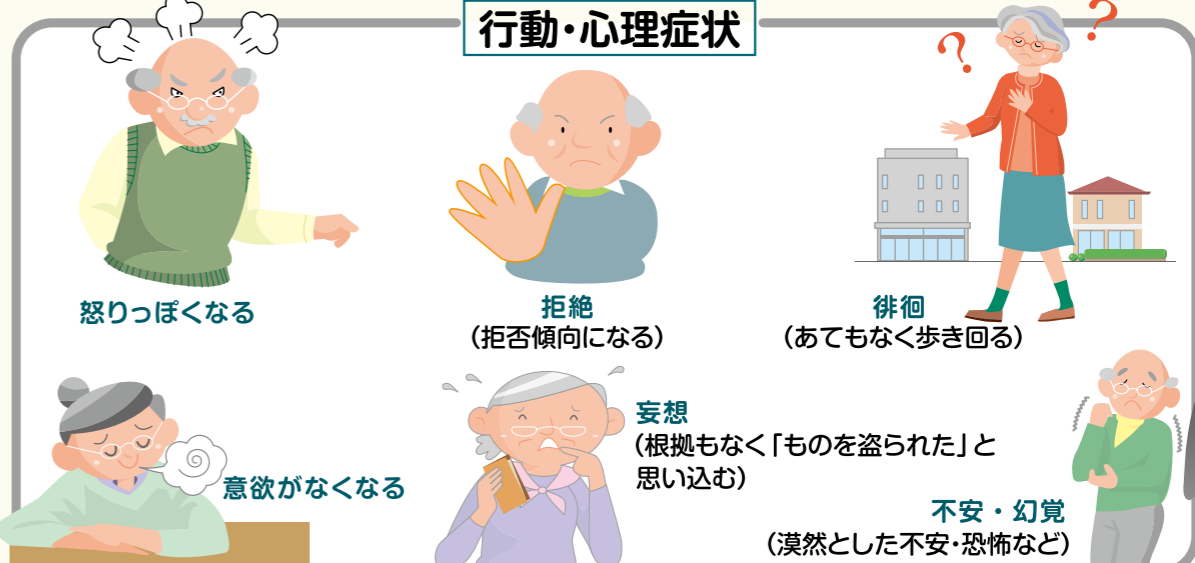 行動・心理症状
怒りっぽくなる
拒絶
（拒否傾向になる）
徘徊
（あてもなく歩き回る）
意欲がなくなる
妄想
（根拠もなく「ものを盗られた」と
思い込む）
不安・幻覚
（漠然とした不安・恐怖など）